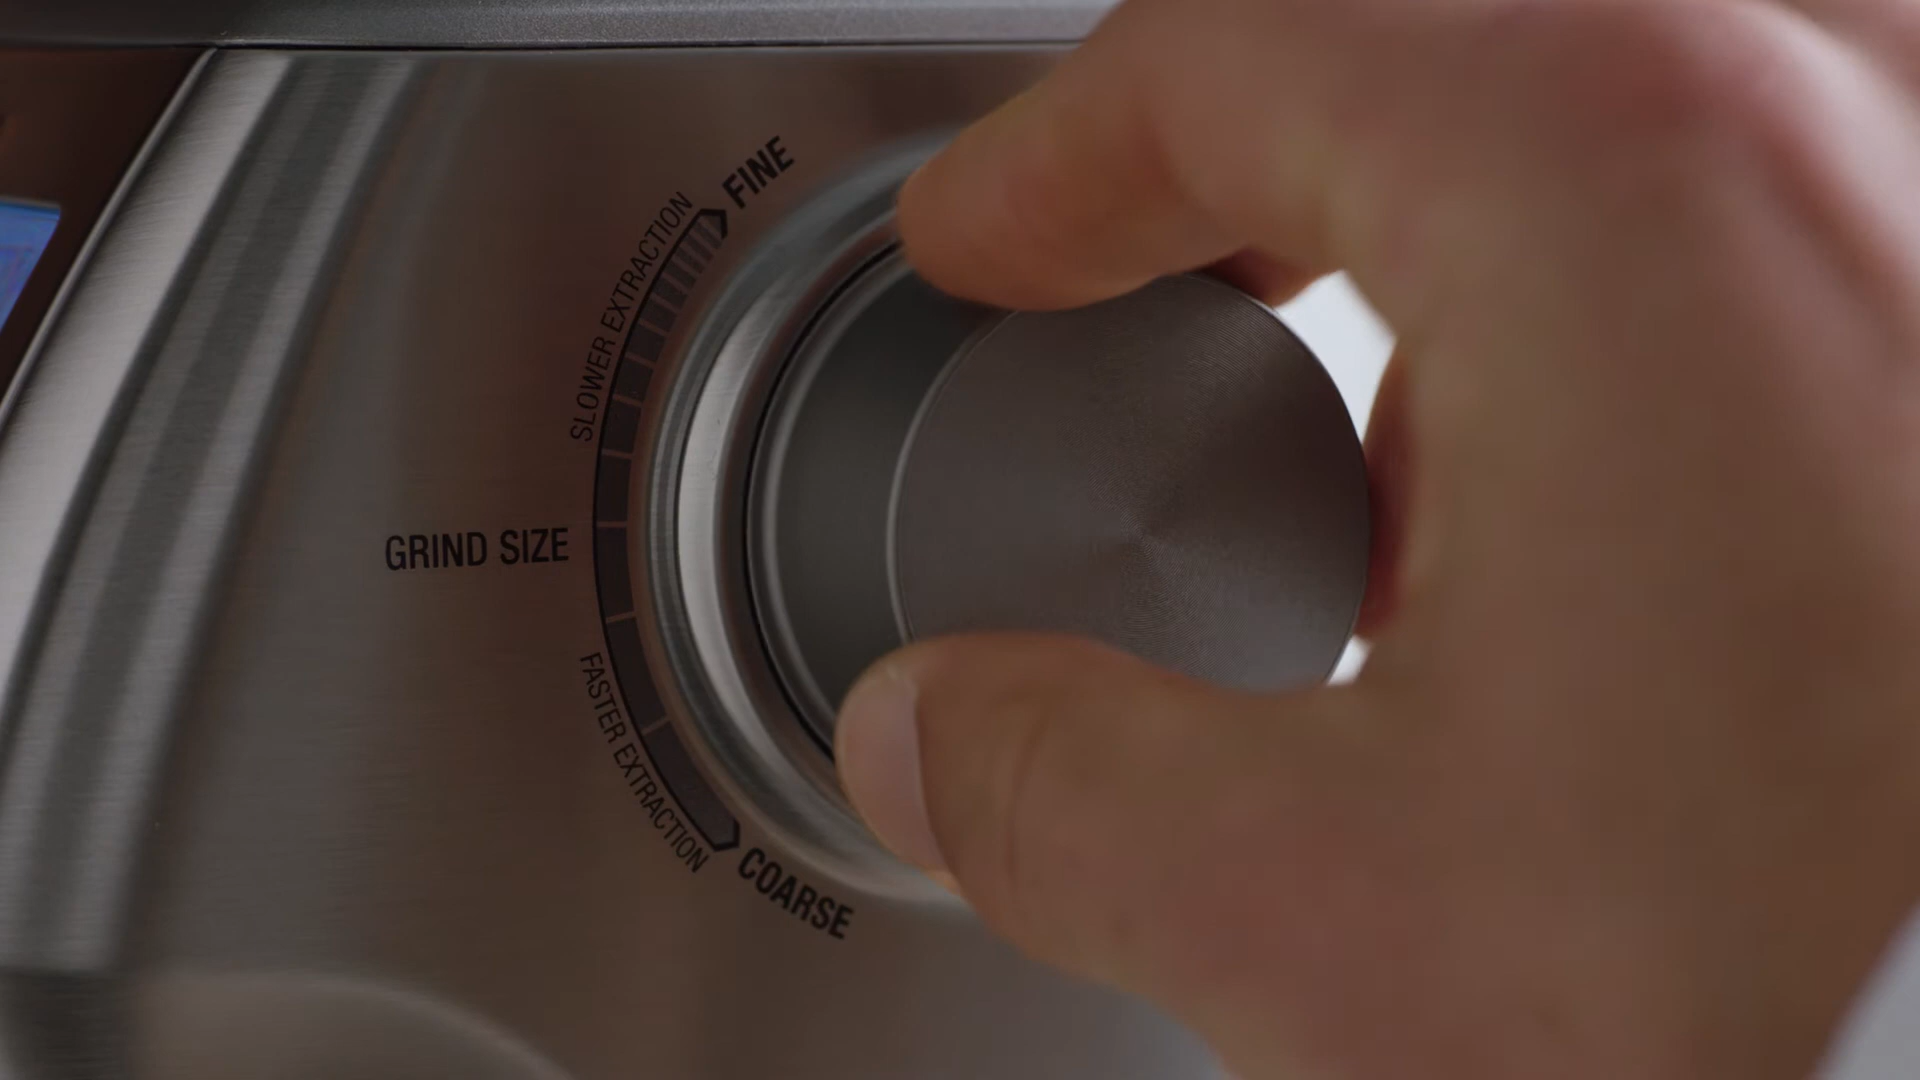 FINE
SLOWER EXTRACTION
GRIND SIZE
FASTER EXTRACTION
COARSE